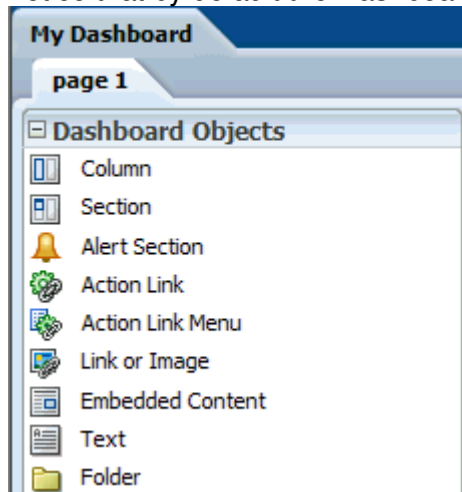 My Dashboard
page 1
Dashboard Objects
Column
Section
Alert Section
Action Link
Action Link Menu
Link or Image
Embedded Content
Text
Folder